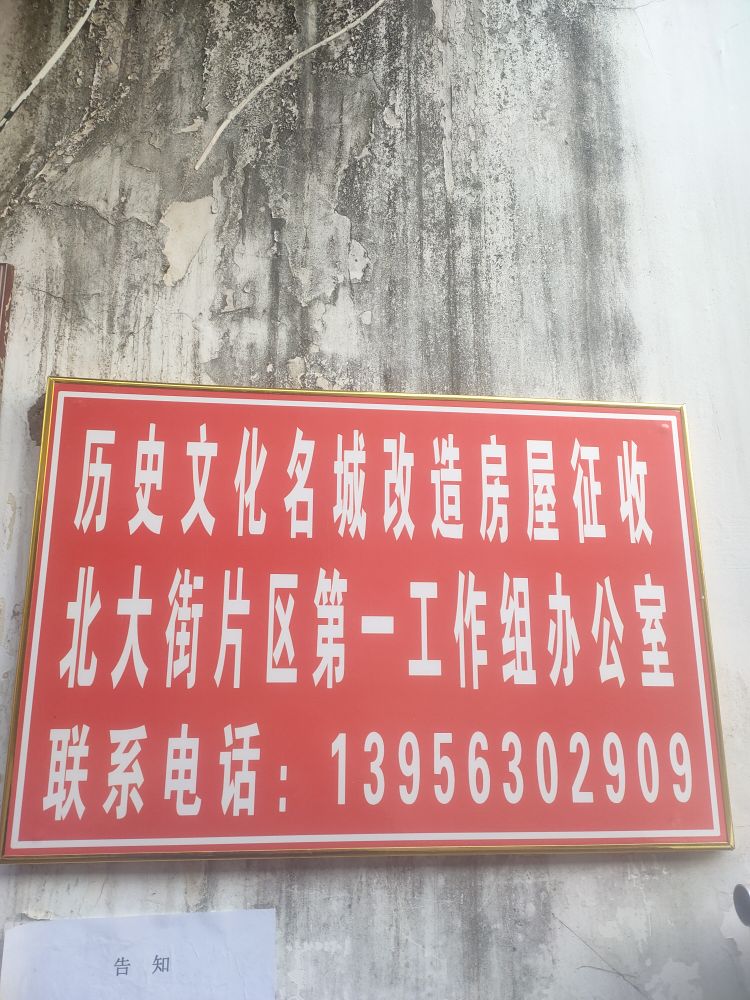 历史文化名城改造房屋征收
北大街片区第一工作组办公室
联系电话：13956302909
告 知